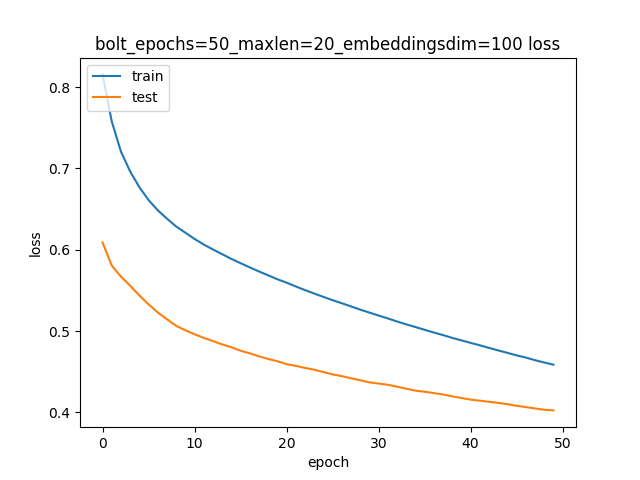 bolt_epochs=50_maxlen=20_embeddingsdim=100 loss
train
test
0.8
0.7
0.6
0.5
0.4
loss
0 10 20 30 40 50
epoch